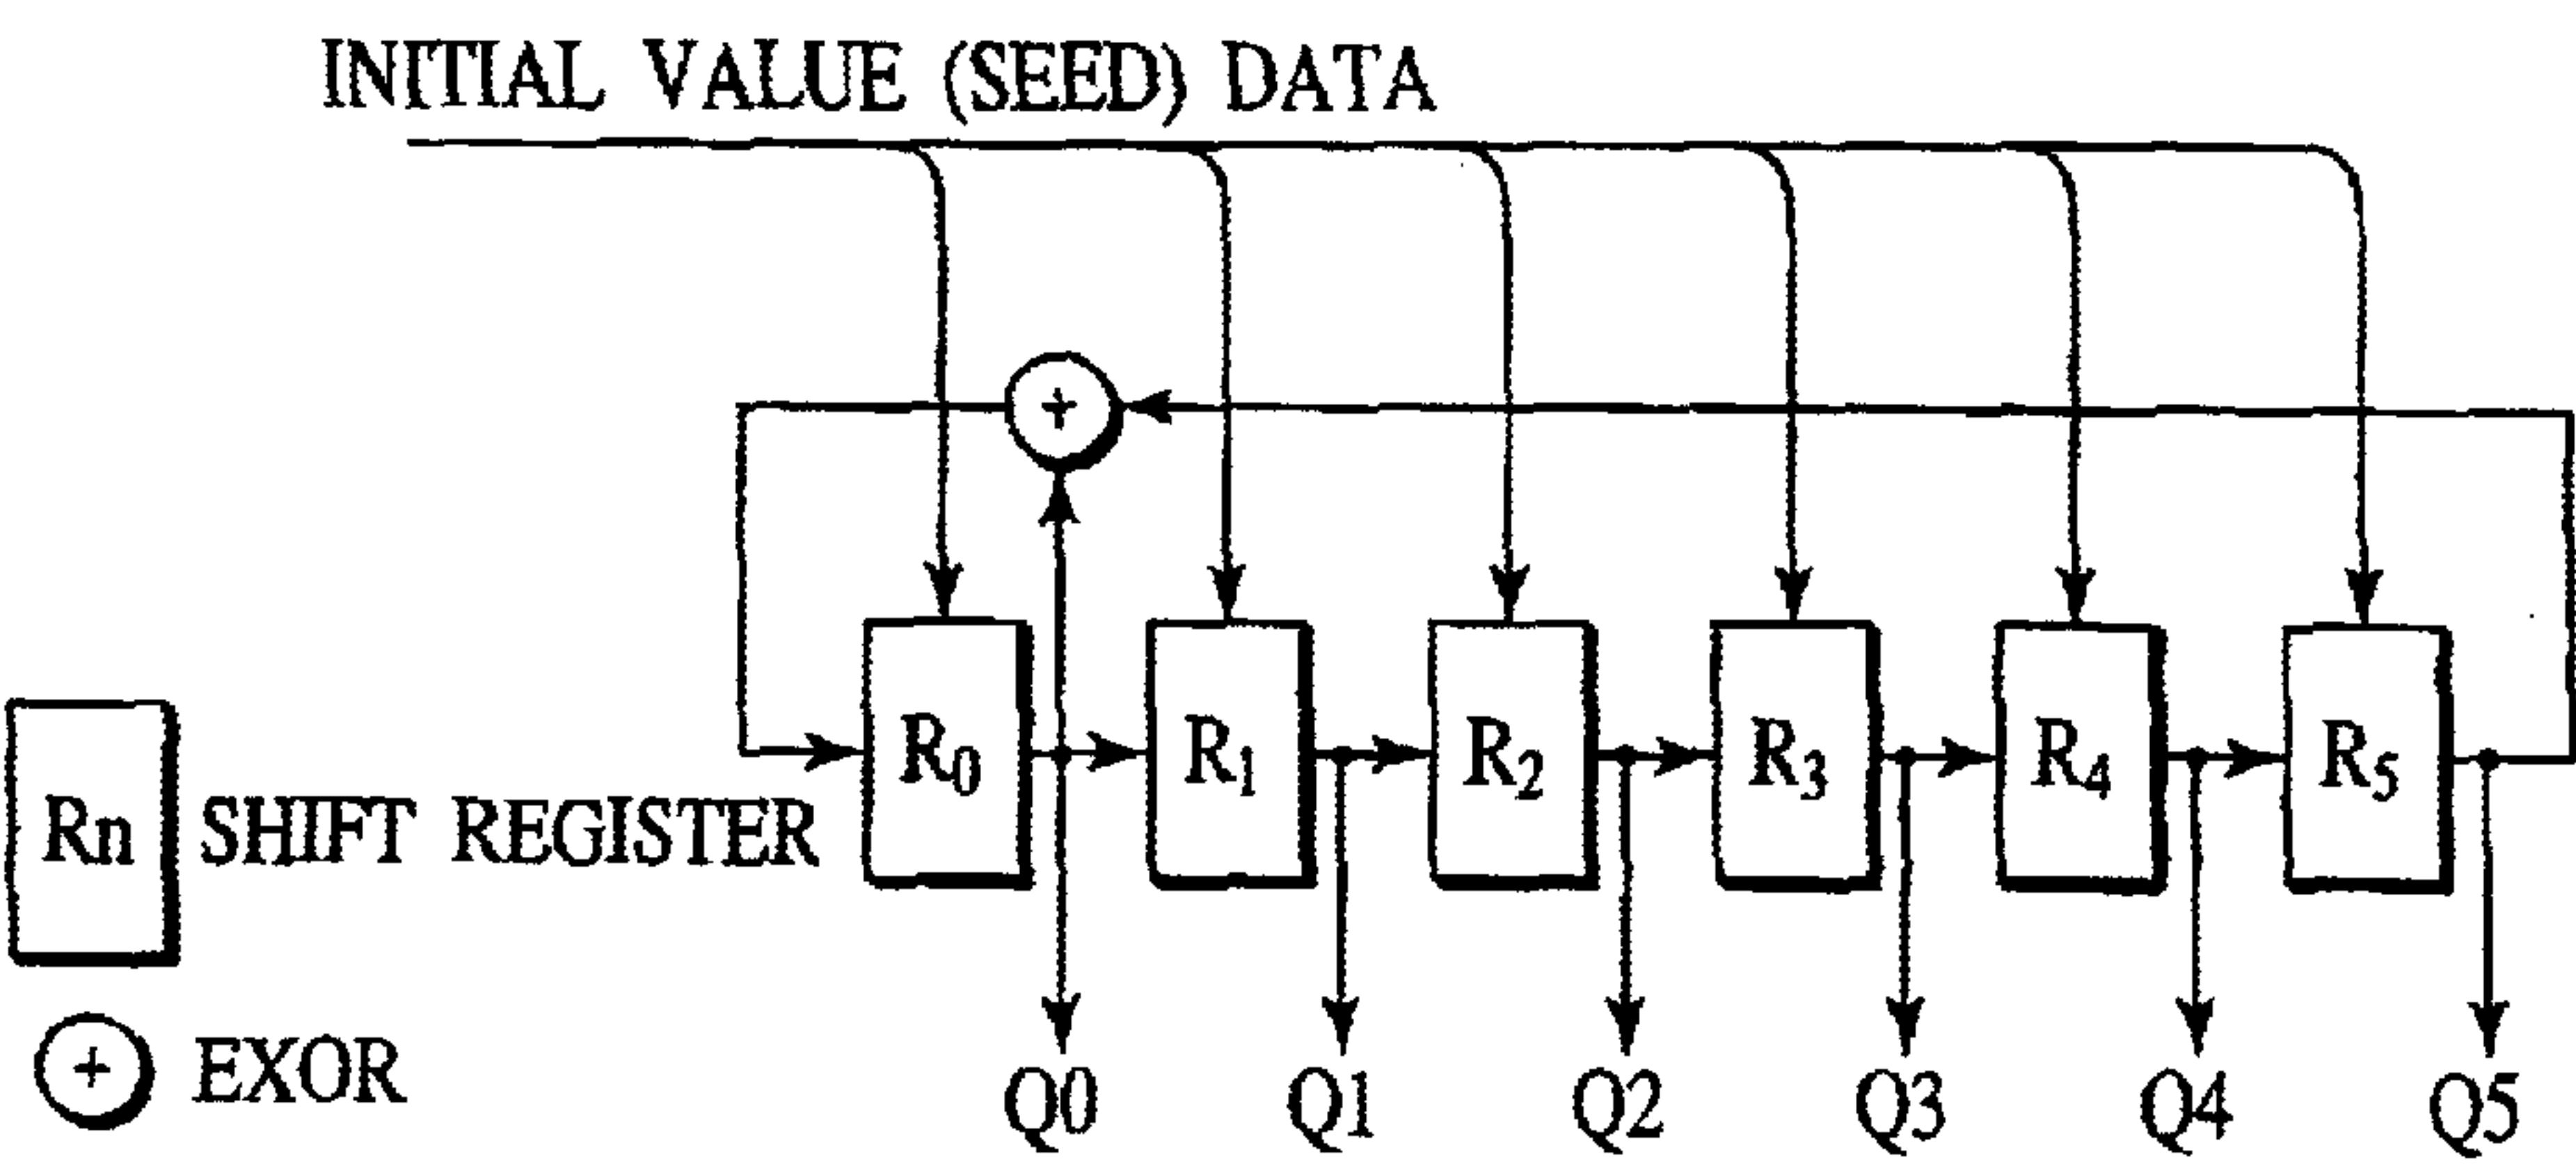 INITIAL VALUE (SEED) DATA
+
R0 R1 R2 R3 R4 R5
Rn SHIFT REGISTER
+ EXOR
Q0 Q1 Q2 Q3 Q4 Q5